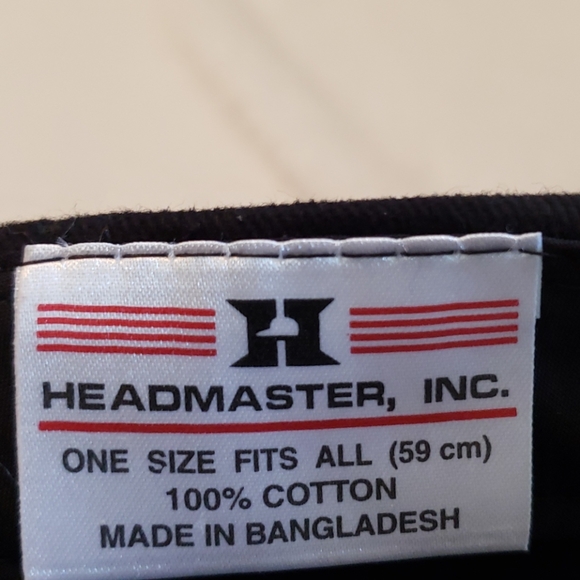 H
HEADMASTER, INC.
ONE SIZE FITS ALL (59 cm)
100% COTTON
MADE IN BANGLADESH